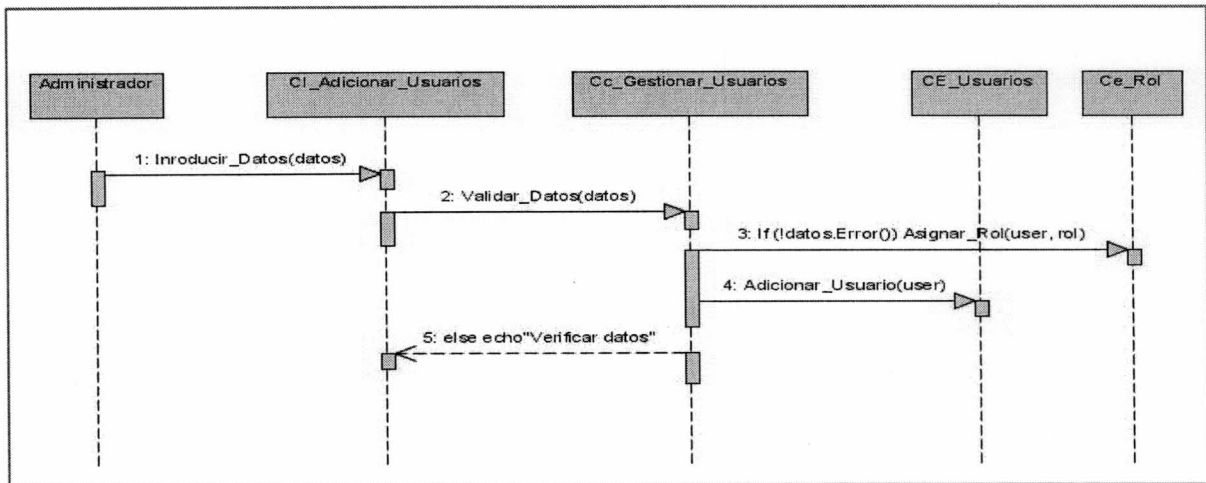 Administrador
CI_Adicionar_Usuarios
Cc_Gestionar_Usuarios
CE_Usuarios
Ce_Rol
1: Inroducir_Datos(datos)
2: Validar_Datos(datos)
3: If (!datos.Error()) Asignar_Rol(user, rol)
4: Adicionar_Usuario(user)
5: else echo"Verificar datos"